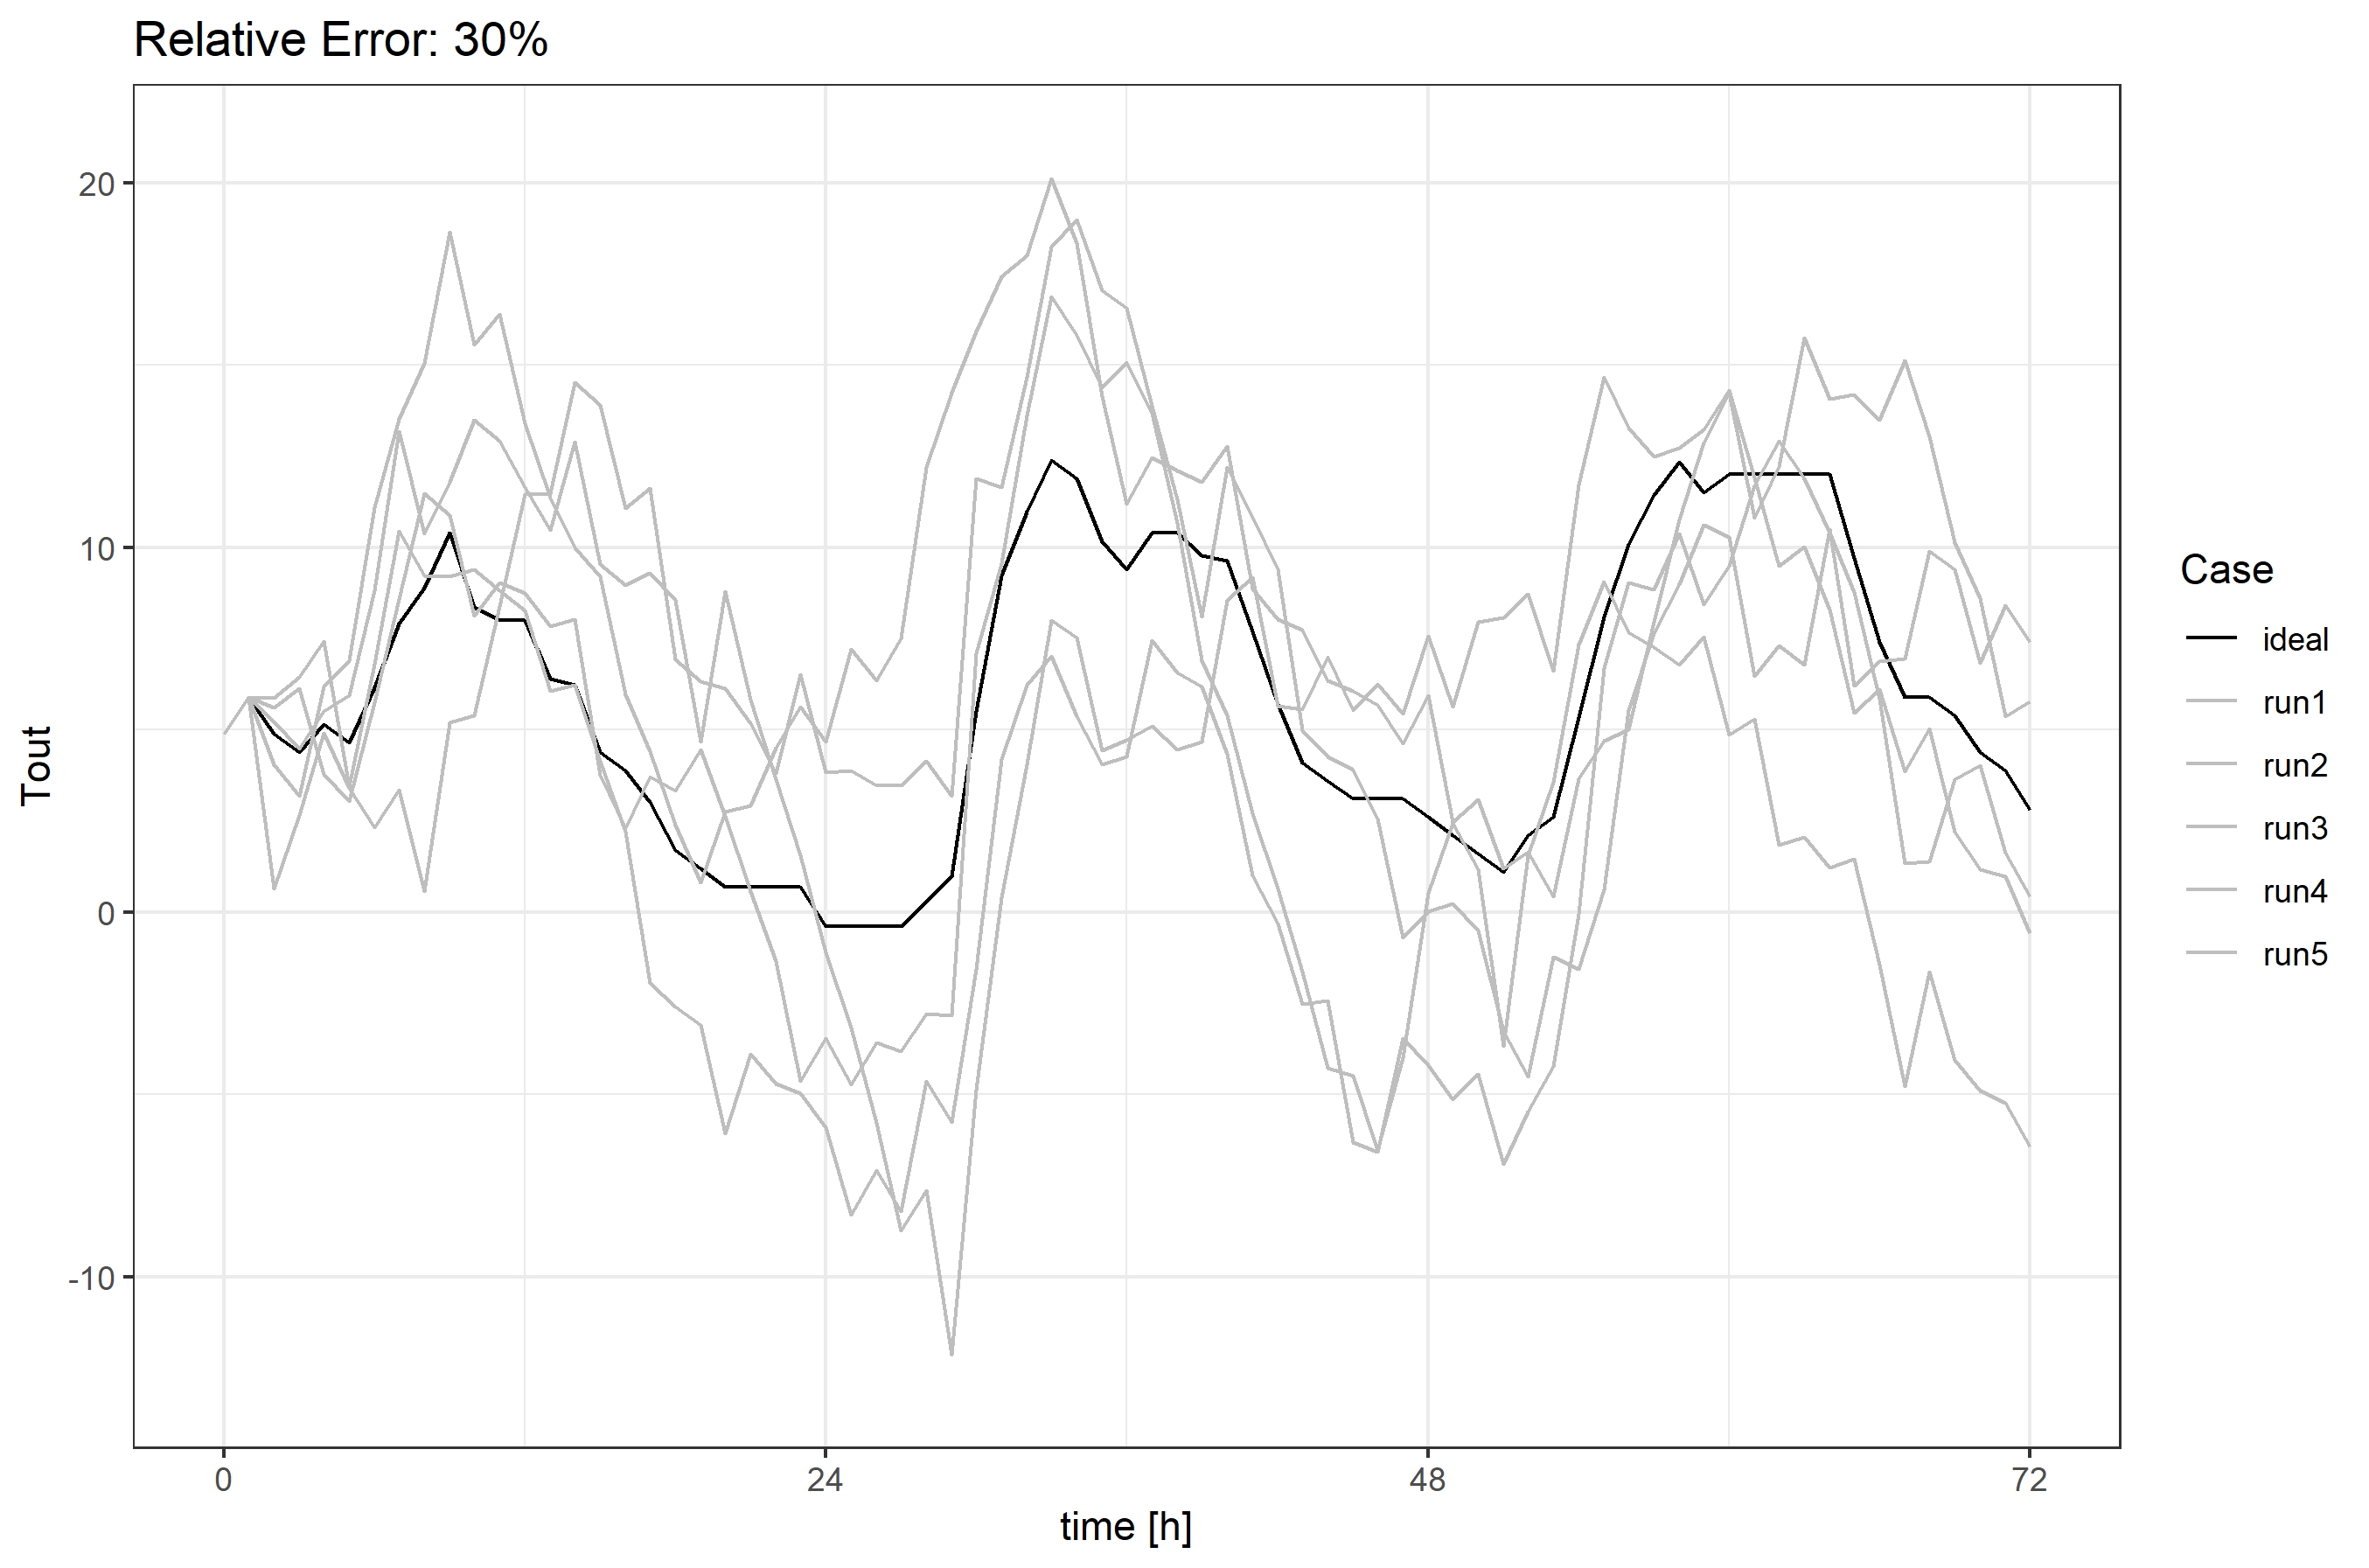 Relative Error: 30%
20
10
0
-10
Tout
0 24 48 72
time [h]
Case
ideal
run1
run2
run3
run4
run5